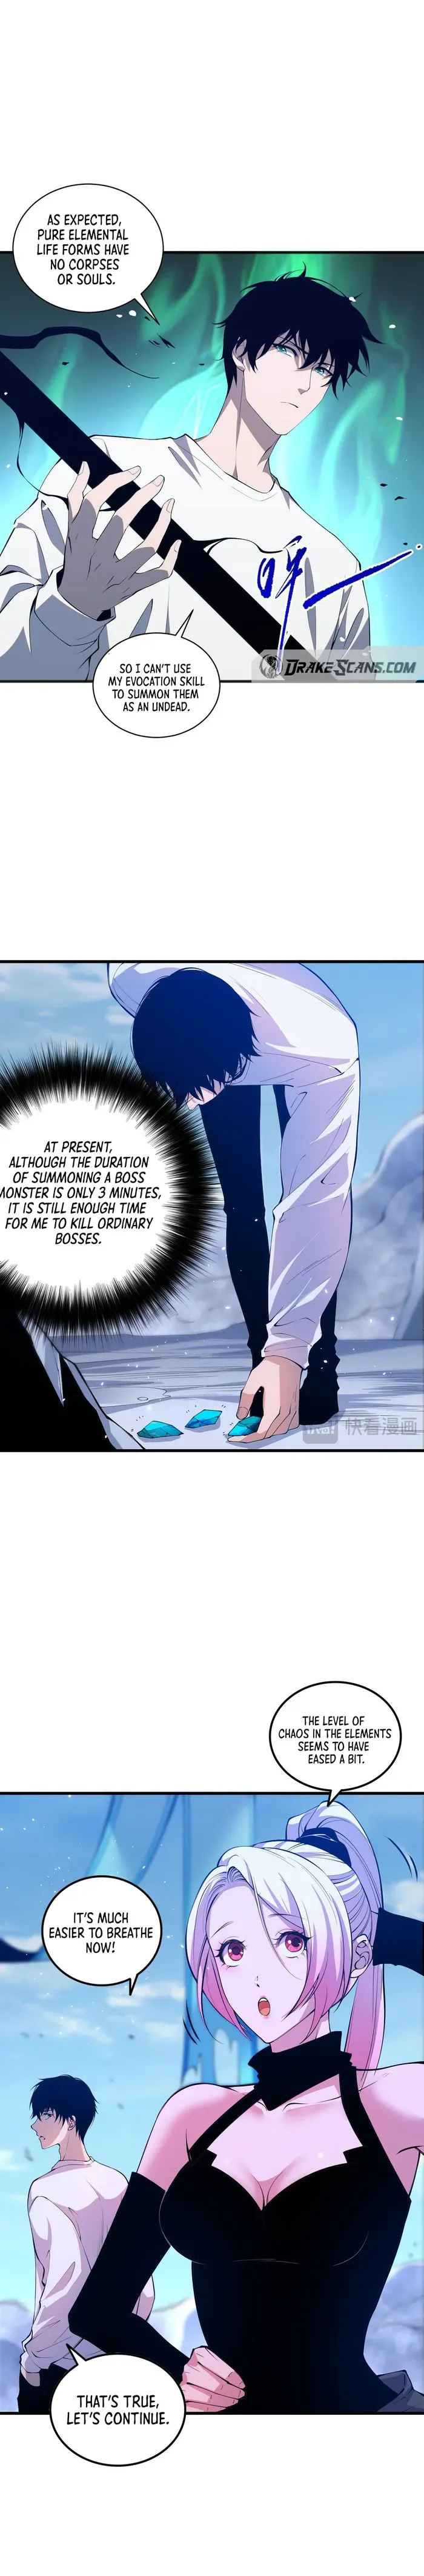 AS EXPECTED,
PURE ELEMENTAL
LIFE FORMS HAVE
NO CORPSES
OR SOULS.
DRAKESCANS.COM
SO I CAN'T USE
MY EVOCATION SKILL
TO SUMMON THEM
AS AN UNDEAD.
AT PRESENT,
ALTHOUGH THE DURATION
OF SUMMONING A BOSS
MONSTER IS ONLY 3 MINUTES,
IT IS STILL ENOUGH TIME
FOR ME TO KILL ORDINARY
BOSSES.
快看漫画
THE LEVEL OF
CHAOS IN THE ELEMENTS
SEEMS TO HAVE
EASED A BIT.
IT'S MUCH
EASIER TO BREATHE
NOW!
THAT'S TRUE,
LET'S CONTINUE.